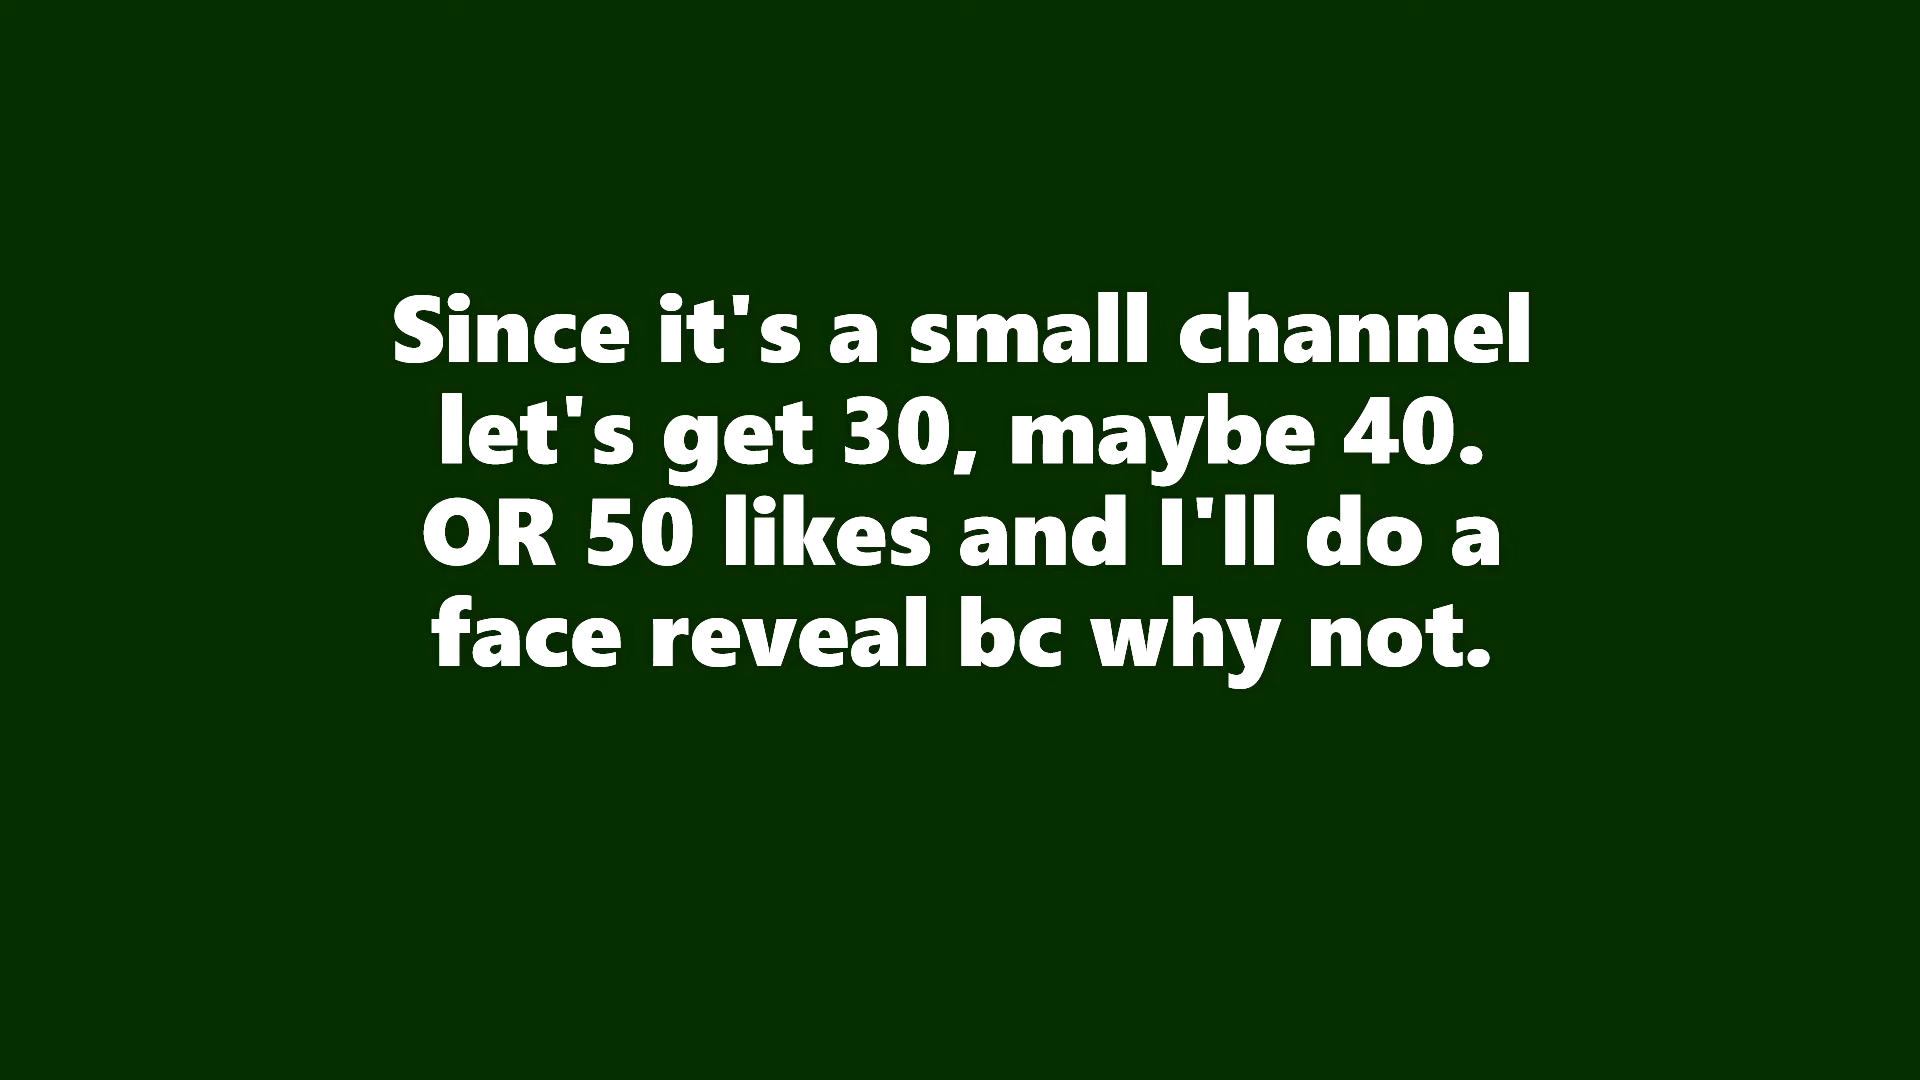 Since it's a small channel
let's get 30, maybe 40.
OR 50 likes and I'll do a
face reveal bc why not.